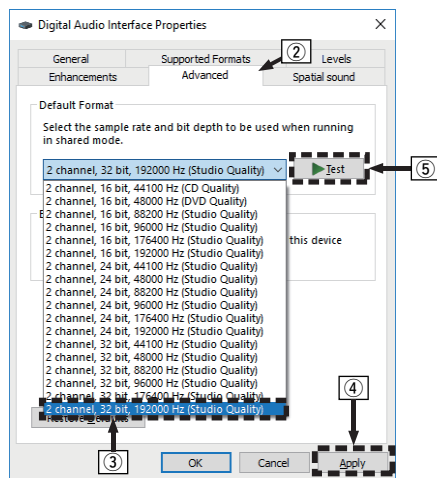 Digital Audio Interface Properties
②
General Supported Formats Levels
Enhancements Advanced Spatial sound
Default Format
Select the sample rate and bit depth to be used when running
in shared mode.
2 channel, 32 bit, 192000 Hz (Studio Quality)
Test
⑤
2 channel, 16 bit, 44100 Hz (CD Quality)
2 channel, 16 bit, 48000 Hz (DVD Quality)
2 channel, 16 bit, 88200 Hz (Studio Quality)
2 channel, 16 bit, 96000 Hz (Studio Quality)
2 channel, 16 bit, 176400 Hz (Studio Quality)
this device
2 channel, 16 bit, 192000 Hz (Studio Quality)
2 channel, 24 bit, 44100 Hz (Studio Quality)
2 channel, 24 bit, 48000 Hz (Studio Quality)
2 channel, 24 bit, 88200 Hz (Studio Quality)
2 channel, 24 bit, 96000 Hz (Studio Quality)
2 channel, 24 bit, 176400 Hz (Studio Quality)
2 channel, 24 bit, 192000 Hz (Studio Quality)
2 channel, 32 bit, 44100 Hz (Studio Quality)
2 channel, 32 bit, 48000 Hz (Studio Quality)
2 channel, 32 bit, 88200 Hz (Studio Quality)
2 channel, 32 bit, 96000 Hz (Studio Quality)
2 channel, 32 bit, 176400 Hz (Studio Quality)
2 channel, 32 bit, 192000 Hz (Studio Quality)
Restore Defaults
④
③
OK Cancel Apply